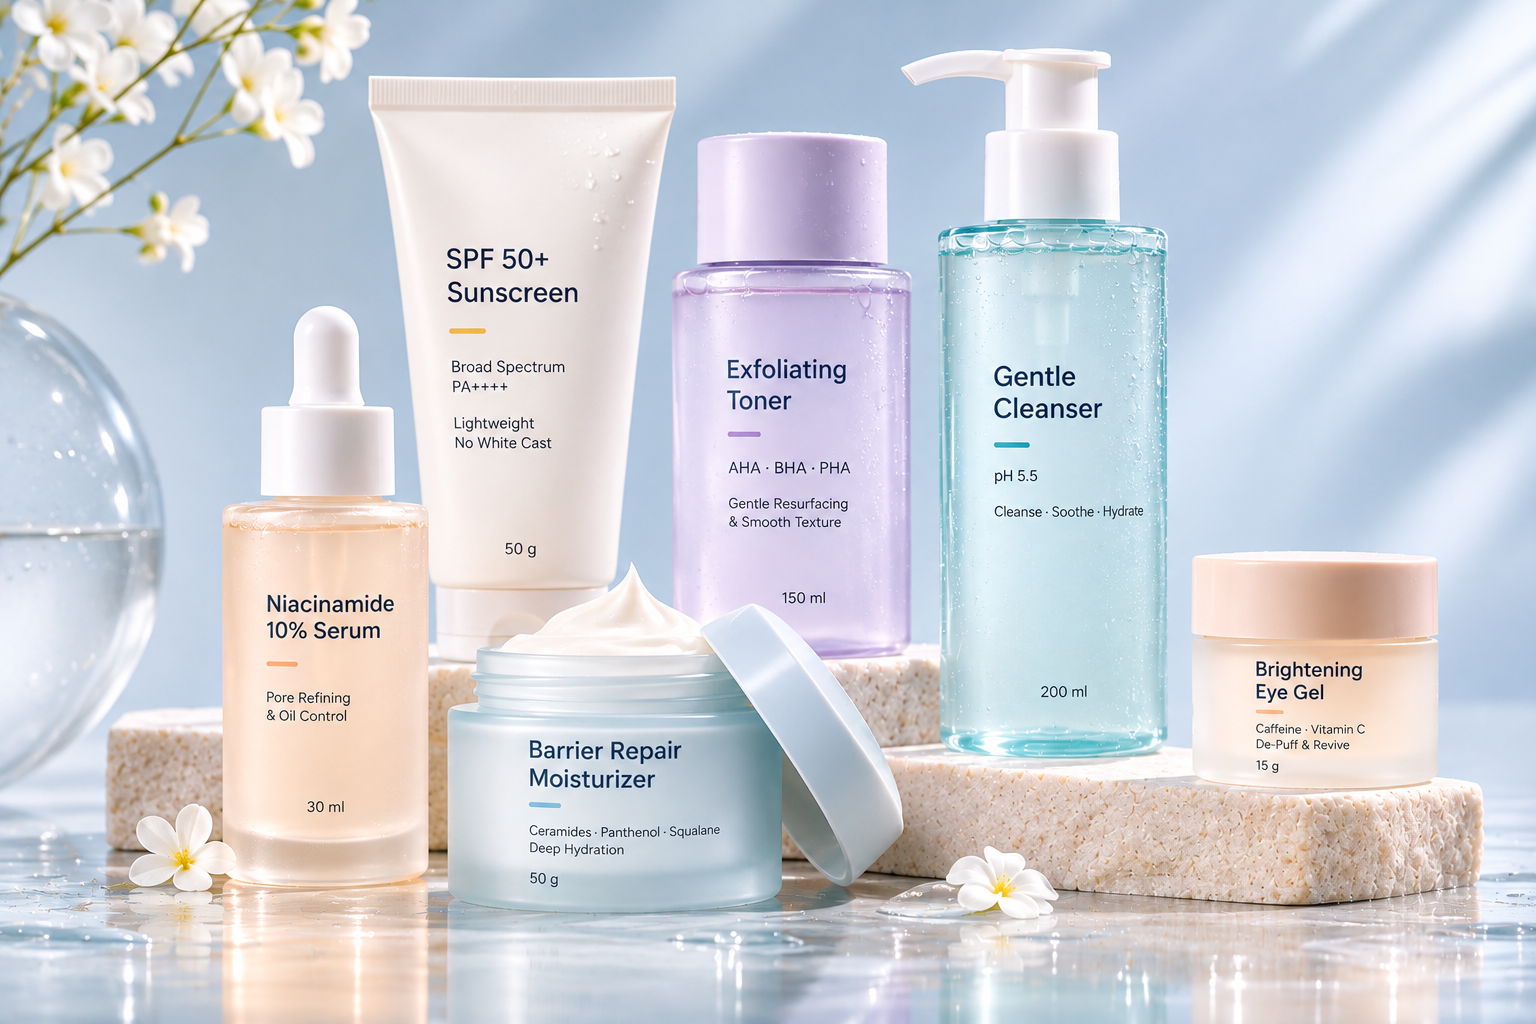 SPF 50+
Sunscreen
Broad Spectrum
PA++++
Lightweight
No White Cast
50 g
Exfoliating
Toner
AHA · BHA · PHA
Gentle Resurfacing
& Smooth Texture
150 ml
Gentle
Cleanser
pH 5.5
Cleanse · Soothe · Hydrate
200 ml
Niacinamide
10% Serum
Pore Refining
& Oil Control
30 ml
Barrier Repair
Moisturizer
Ceramides · Panthenol · Squalane
Deep Hydration
50 g
Brightening
Eye Gel
Caffeine · Vitamin C
De-Puff & Revive
15 g